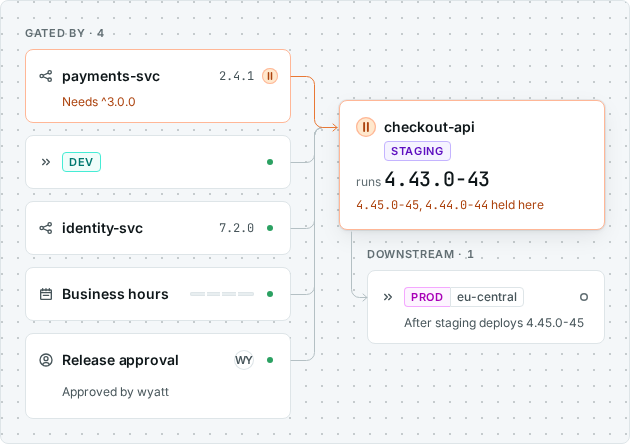 GATED BY · 4
payments-svc 2.4.1
Needs ^3.0.0
DEV
identity-svc 7.2.0
Business hours
Release approval WY
Approved by wyatt
checkout-api
STAGING
runs 4.43.0-43
4.45.0-45, 4.44.0-44 held here
DOWNSTREAM · 1
PROD eu-central
After staging deploys 4.45.0-45